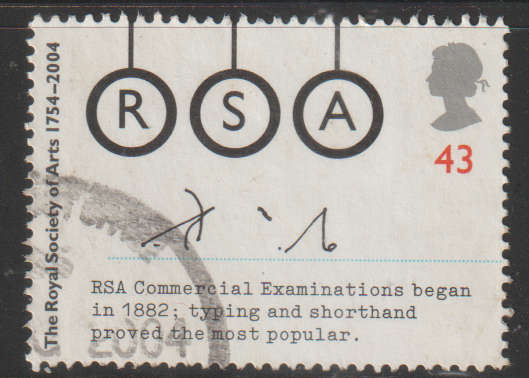 The Royal Society of Arts 1754–2004
R S A
43
RSA Commercial Examinations began
in 1882; typing and shorthand
proved the most popular.
2004